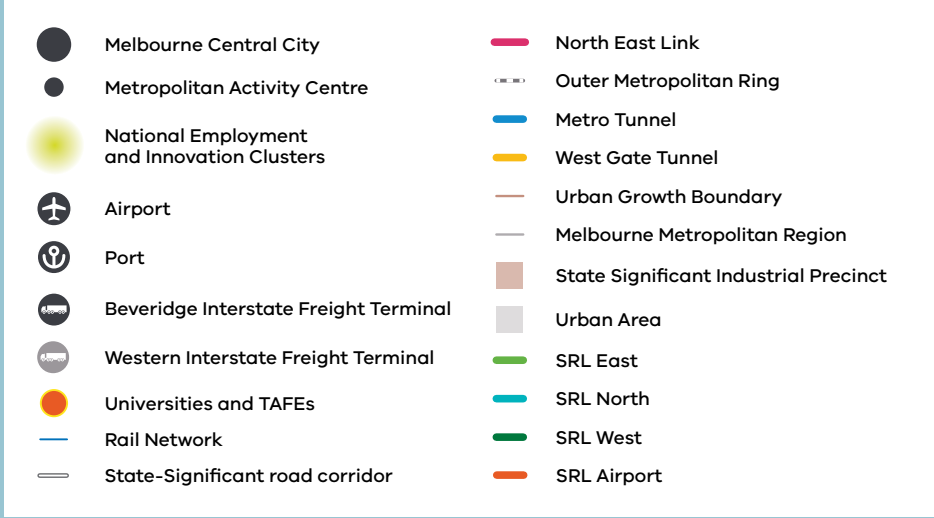 Melbourne Central City
Metropolitan Activity Centre
National Employment
and Innovation Clusters
Airport
Port
Beveridge Interstate Freight Terminal
Western Interstate Freight Terminal
Universities and TAFEs
Rail Network
State-Significant road corridor
North East Link
Outer Metropolitan Ring
Metro Tunnel
West Gate Tunnel
Urban Growth Boundary
Melbourne Metropolitan Region
State Significant Industrial Precinct
Urban Area
SRL East
SRL North
SRL West
SRL Airport